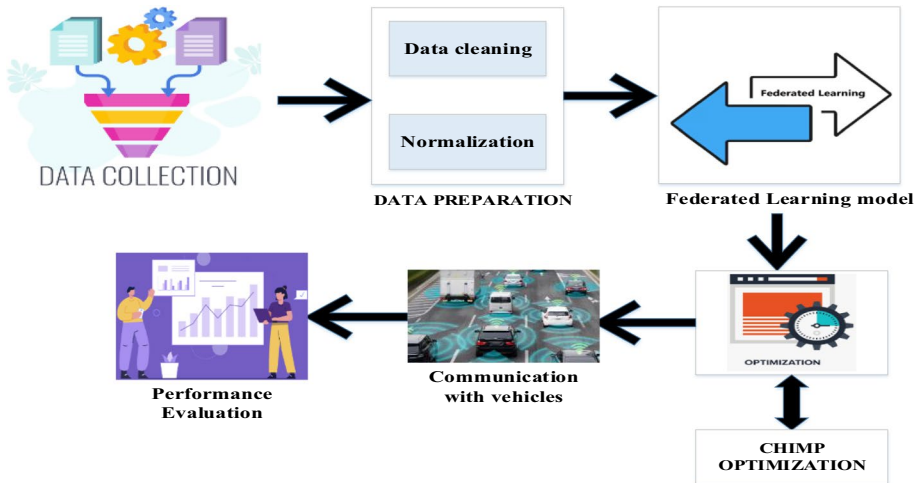 Data cleaning
Normalization
DATA COLLECTION
DATA PREPARATION
Federated Learning
Federated Learning model
OPTIMIZATION
CHIMP
OPTIMIZATION
Communication
with vehicles
Performance
Evaluation